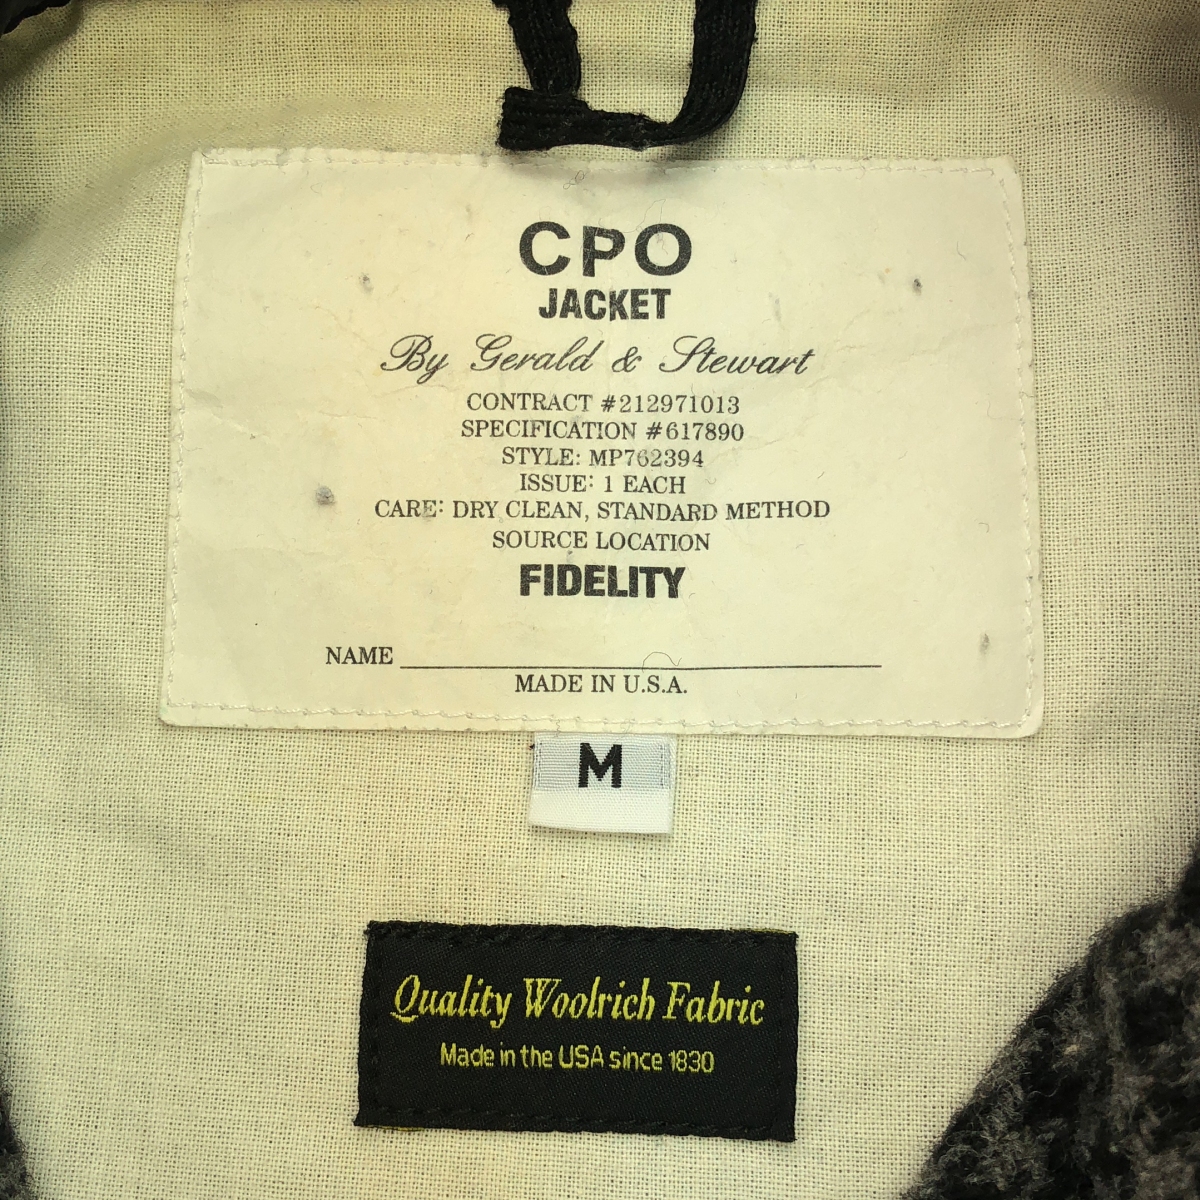 CPO
JACKET
By Gerald & Stewart
CONTRACT #212971013
SPECIFICATION #617890
STYLE: MP762394
ISSUE: 1 EACH
CARE: DRY CLEAN, STANDARD METHOD
SOURCE LOCATION
FIDELITY
NAME
MADE IN U.S.A.
M
Quality Woolrich Fabric
Made in the USA since 1830